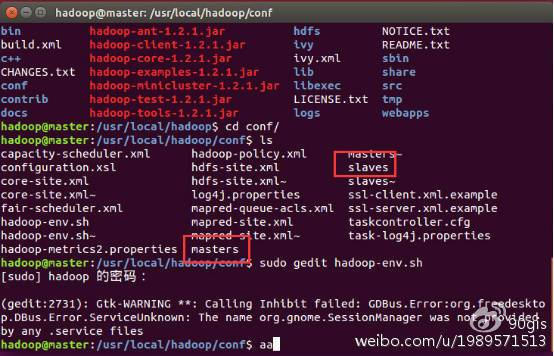 hadoop@master: /usr/local/hadoop/conf
bin hadoop-ant-1.2.1.jar hdfs NOTICE.txt
build.xml hadoop-client-1.2.1.jar ivy README.txt
c++ hadoop-core-1.2.1.jar ivy.xml sbin
CHANGES.txt hadoop-examples-1.2.1.jar lib share
conf hadoop-minicluster-1.2.1.jar libexec src
contrib hadoop-test-1.2.1.jar LICENSE.txt tmp
docs hadoop-tools-1.2.1.jar logs webapps
hadoop@master:/usr/local/hadoop$ cd conf/
hadoop@master:/usr/local/hadoop/conf$ ls
capacity-scheduler.xml hadoop-policy.xml masters~
configuration.xsl hdfs-site.xml slaves
core-site.xml hdfs-site.xml~ slaves~
core-site.xml~ log4j.properties ssl-client.xml.example
fair-scheduler.xml mapred-queue-acls.xml ssl-server.xml.example
hadoop-env.sh mapred-site.xml taskcontroller.cfg
hadoop-env.sh~ mapred-site.xml~ task-log4j.properties
hadoop-metrics2.properties masters
hadoop@master:/usr/local/hadoop/conf$ sudo gedit hadoop-env.sh
[sudo] hadoop 的密码：
(gedit:2731): Gtk-WARNING **: Calling Inhibit failed: GDBus.Error:org.freedeskto
p.DBus.Error.ServiceUnknown: The name org.gnome.SessionManager was not provided
by any .service files
hadoop@master:/usr/local/hadoop/conf$ aa
90gis
weibo.com/u/1989571513